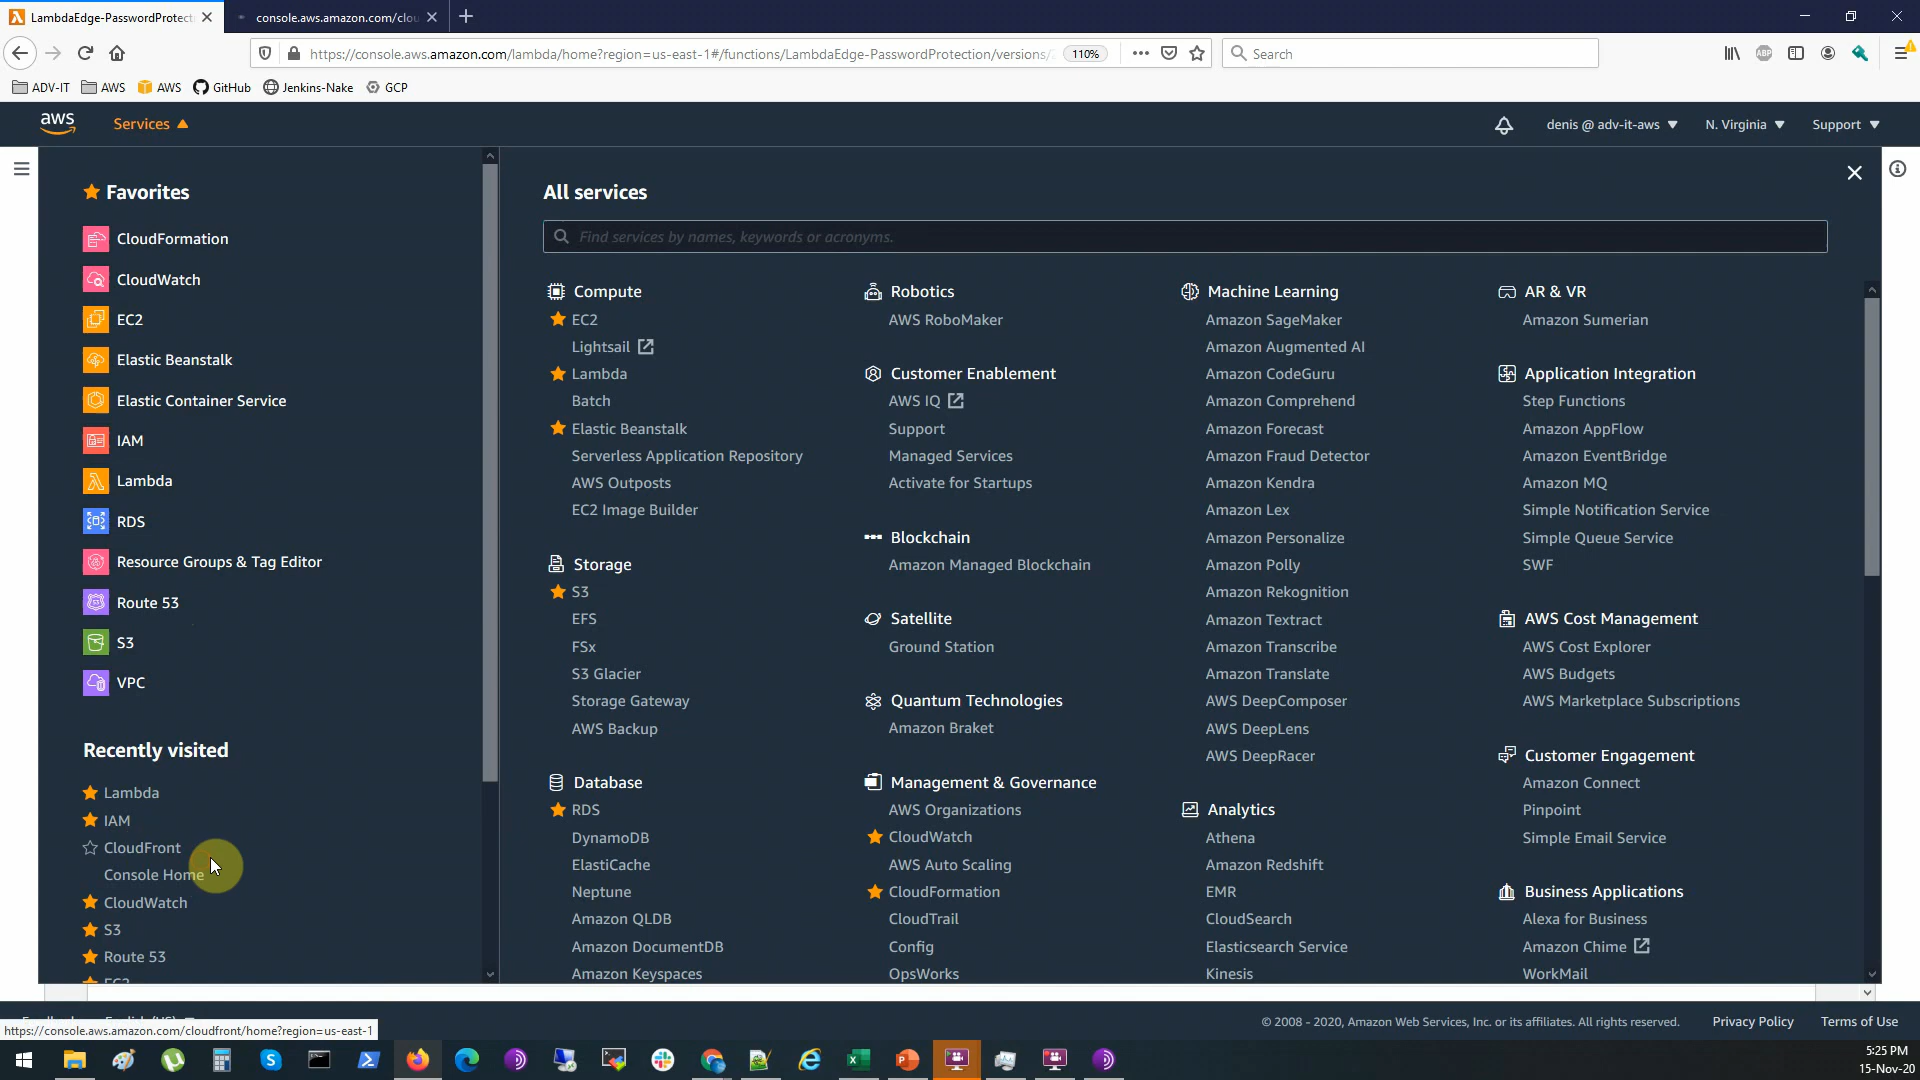 LambdaEdge-PasswordProtecti
console.aws.amazon.com/clou
https://console.aws.amazon.com/lambda/home?region=us-east-1#/functions/LambdaEdge-PasswordProtection/versions/
110%
Search
ABP
ADV-IT
AWS
AWS
GitHub
Jenkins-Nake
GCP
aws
Services
denis @ adv-it-aws
N. Virginia
Support
Favorites
CloudFormation
CloudWatch
EC2
Elastic Beanstalk
Elastic Container Service
IAM
Lambda
RDS
Resource Groups & Tag Editor
Route 53
S3
VPC
Recently visited
Lambda
IAM
CloudFront
Console Home
CloudWatch
S3
Route 53
EC2
All services
Find services by names, keywords or acronyms.
Compute
EC2
Lightsail
Lambda
Batch
Elastic Beanstalk
Serverless Application Repository
AWS Outposts
EC2 Image Builder
Storage
S3
EFS
FSx
S3 Glacier
Storage Gateway
AWS Backup
Database
RDS
DynamoDB
ElastiCache
Neptune
Amazon QLDB
Amazon DocumentDB
Amazon Keyspaces
Robotics
AWS RoboMaker
Customer Enablement
AWS IQ
Support
Managed Services
Activate for Startups
Blockchain
Amazon Managed Blockchain
Satellite
Ground Station
Quantum Technologies
Amazon Braket
Management & Governance
AWS Organizations
CloudWatch
AWS Auto Scaling
CloudFormation
CloudTrail
Config
OpsWorks
Machine Learning
Amazon SageMaker
Amazon Augmented AI
Amazon CodeGuru
Amazon Comprehend
Amazon Forecast
Amazon Fraud Detector
Amazon Kendra
Amazon Lex
Amazon Personalize
Amazon Polly
Amazon Rekognition
Amazon Textract
Amazon Transcribe
Amazon Translate
AWS DeepComposer
AWS DeepLens
AWS DeepRacer
Analytics
Athena
Amazon Redshift
EMR
CloudSearch
Elasticsearch Service
Kinesis
AR & VR
Amazon Sumerian
Application Integration
Step Functions
Amazon AppFlow
Amazon EventBridge
Amazon MQ
Simple Notification Service
Simple Queue Service
SWF
AWS Cost Management
AWS Cost Explorer
AWS Budgets
AWS Marketplace Subscriptions
Customer Engagement
Amazon Connect
Pinpoint
Simple Email Service
Business Applications
Alexa for Business
Amazon Chime
WorkMail
https://console.aws.amazon.com/cloudfront/home?region=us-east-1
© 2008 - 2020, Amazon Web Services, Inc. or its affiliates. All rights reserved.
Privacy Policy
Terms of Use
5:25 PM
15-Nov-20